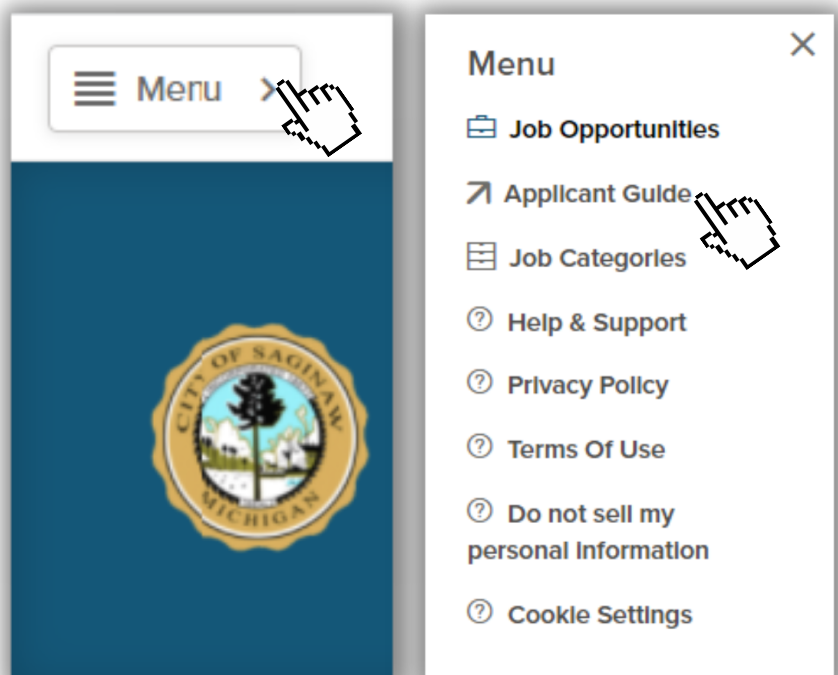 Menu
CITY OF SAGINAW
MICHIGAN
Menu
Job Opportunities
Applicant Guide
Job Categories
Help & Support
Privacy Policy
Terms Of Use
Do not sell my
personal information
Cookie Settings